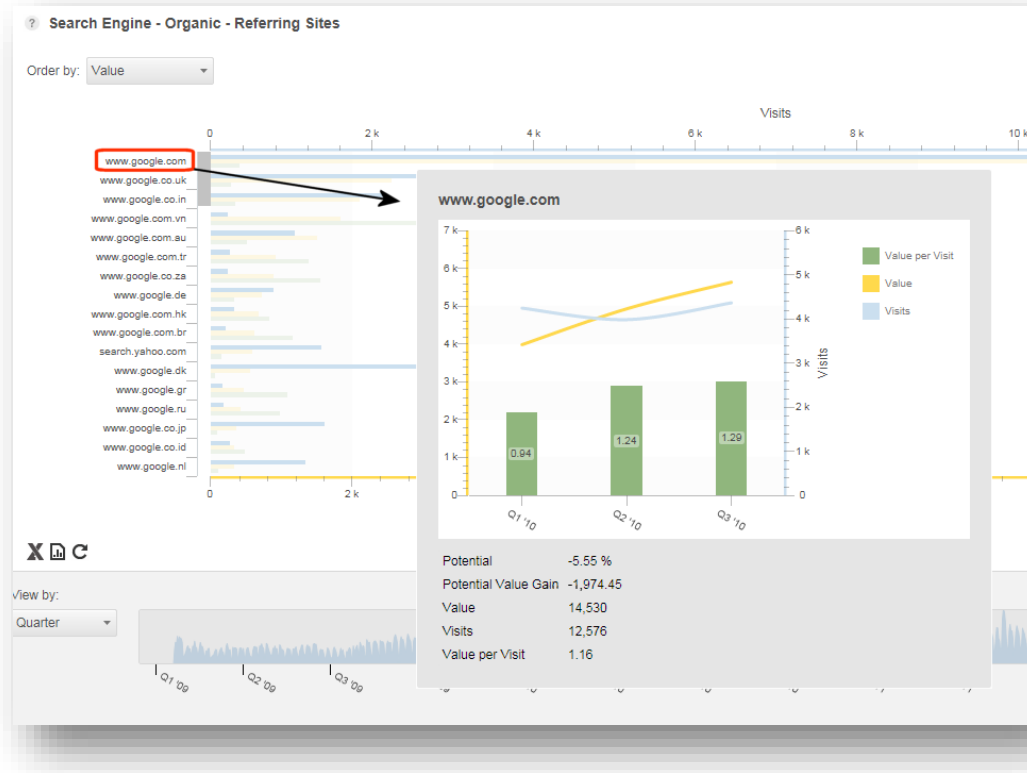 ? Search Engine - Organic - Referring Sites
Order by: Value
Visits
0 2 k 4 k 6 k 8 k 10 k
www.google.com
www.google.co.uk
www.google.co.in
www.google.com.vn
www.google.com.au
www.google.com.tr
www.google.co.za
www.google.de
www.google.com.hk
www.google.com.br
search.yahoo.com
www.google.dk
www.google.gr
www.google.ru
www.google.co.jp
www.google.co.id
www.google.nl
0 2 k
www.google.com
7 k 6 k
6 k 5 k
5 k 4 k
4 k 3 k
3 k 2 k
2 k 1 k
1 k 0
0
Visits
Value per Visit
Value
Visits
0.94 1.24 1.29
Q1 '10 Q2 '10 Q3 '10
Potential -5.55 %
Potential Value Gain -1,974.45
Value 14,530
Visits 12,576
Value per Visit 1.16
X
View by:
Quarter
Q1 '09 Q2 '09 Q3 '09